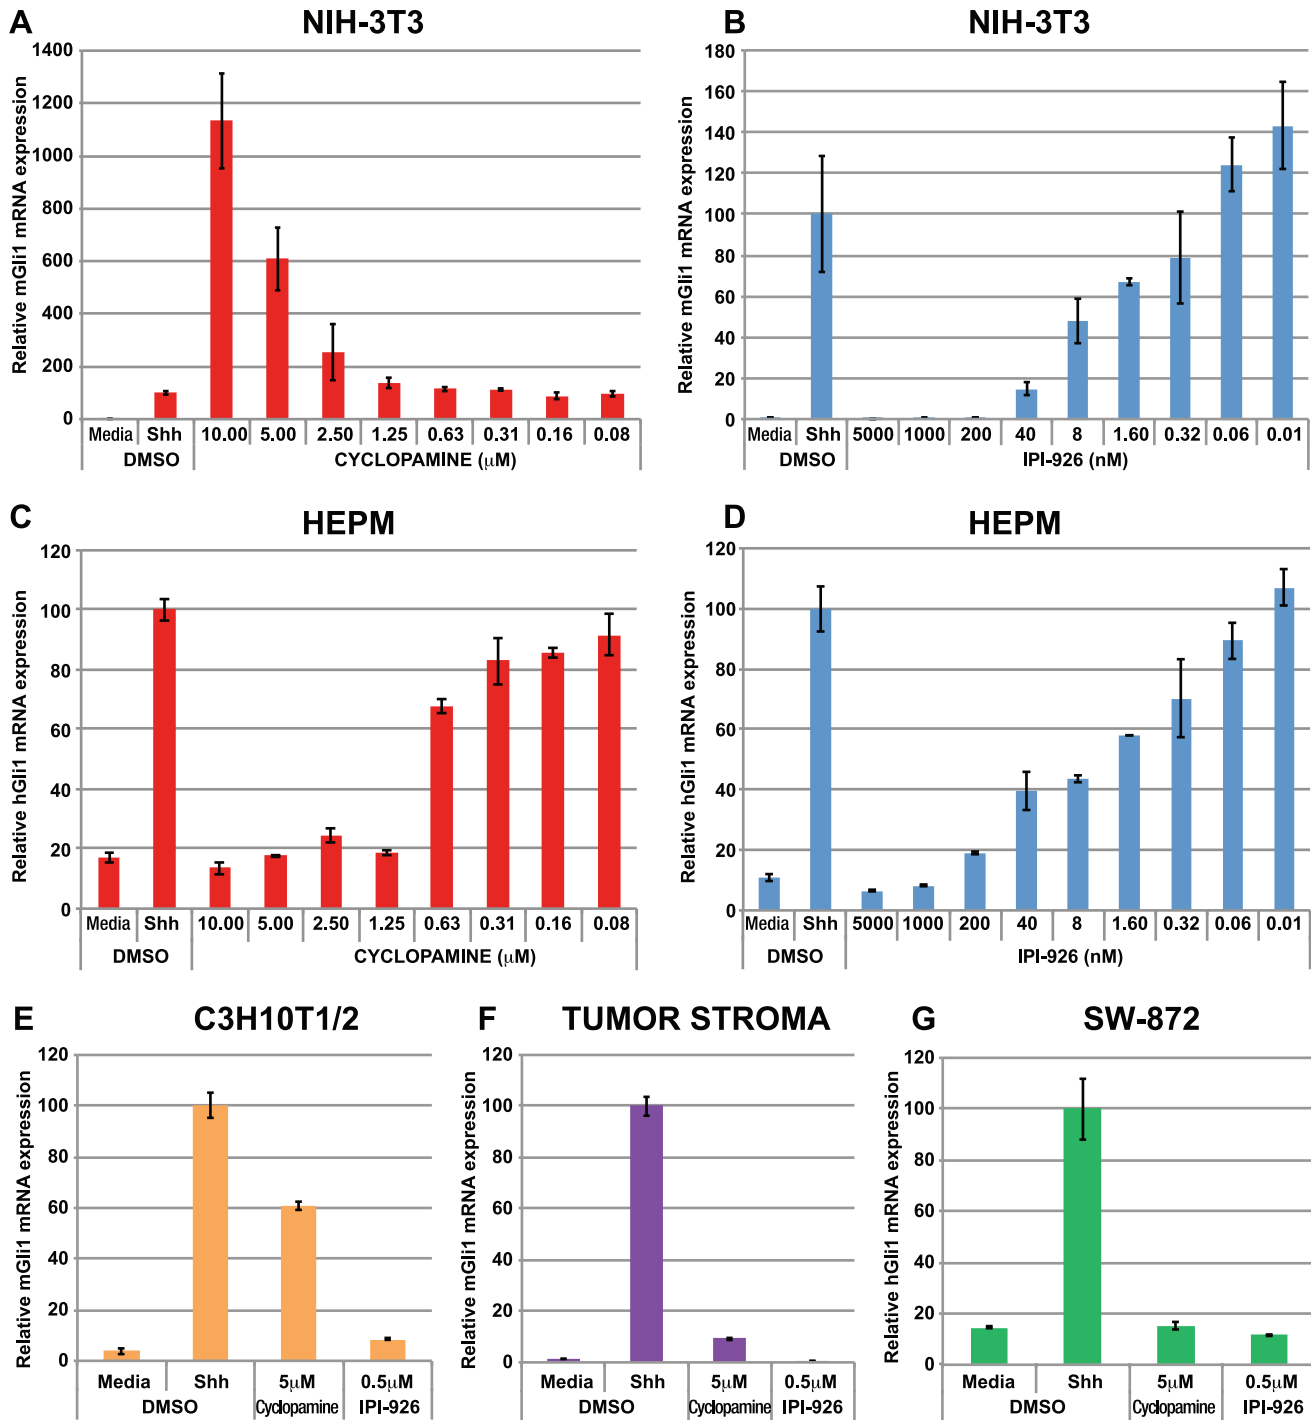 A
NIH-3T3
Relative mGli1 mRNA expression
1400
1200
1000
800
600
400
200
0
Media Shh 10.00 5.00 2.50 1.25 0.63 0.31 0.16 0.08
DMSO CYCLOPAMINE (μM)
B
NIH-3T3
Relative mGli1 mRNA expression
180
160
140
120
100
80
60
40
20
0
Media Shh 5000 1000 200 40 8 1.60 0.32 0.06 0.01
DMSO IPI-926 (nM)
C
HEPM
Relative hGli1 mRNA expression
120
100
80
60
40
20
0
Media Shh 10.00 5.00 2.50 1.25 0.63 0.31 0.16 0.08
DMSO CYCLOPAMINE (μM)
D
HEPM
Relative hGli1 mRNA expression
120
100
80
60
40
20
0
Media Shh 5000 1000 200 40 8 1.60 0.32 0.06 0.01
DMSO IPI-926 (nM)
E
C3H10T1/2
Relative mGli1 mRNA expression
120
100
80
60
40
20
0
Media Shh 5μM 0.5μM
DMSO Cyclopamine IPI-926
F
TUMOR STROMA
Relative mGli1 mRNA expression
120
100
80
60
40
20
0
Media Shh 5μM 0.5μM
DMSO Cyclopamine IPI-926
G
SW-872
Relative hGli1 mRNA expression
120
100
80
60
40
20
0
Media Shh 5μM 0.5μM
DMSO Cyclopamine IPI-926